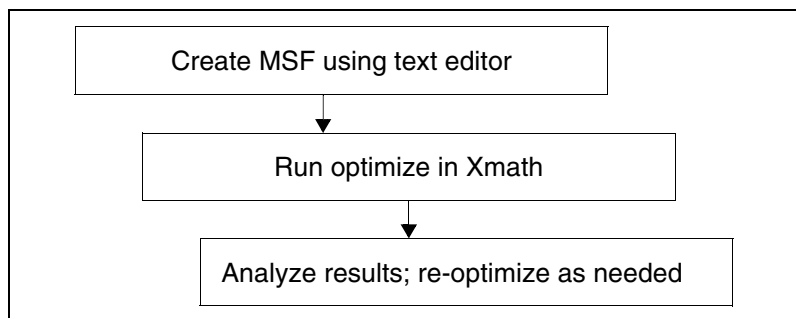 Create MSF using text editor
Run optimize in Xmath
Analyze results; re-optimize as needed